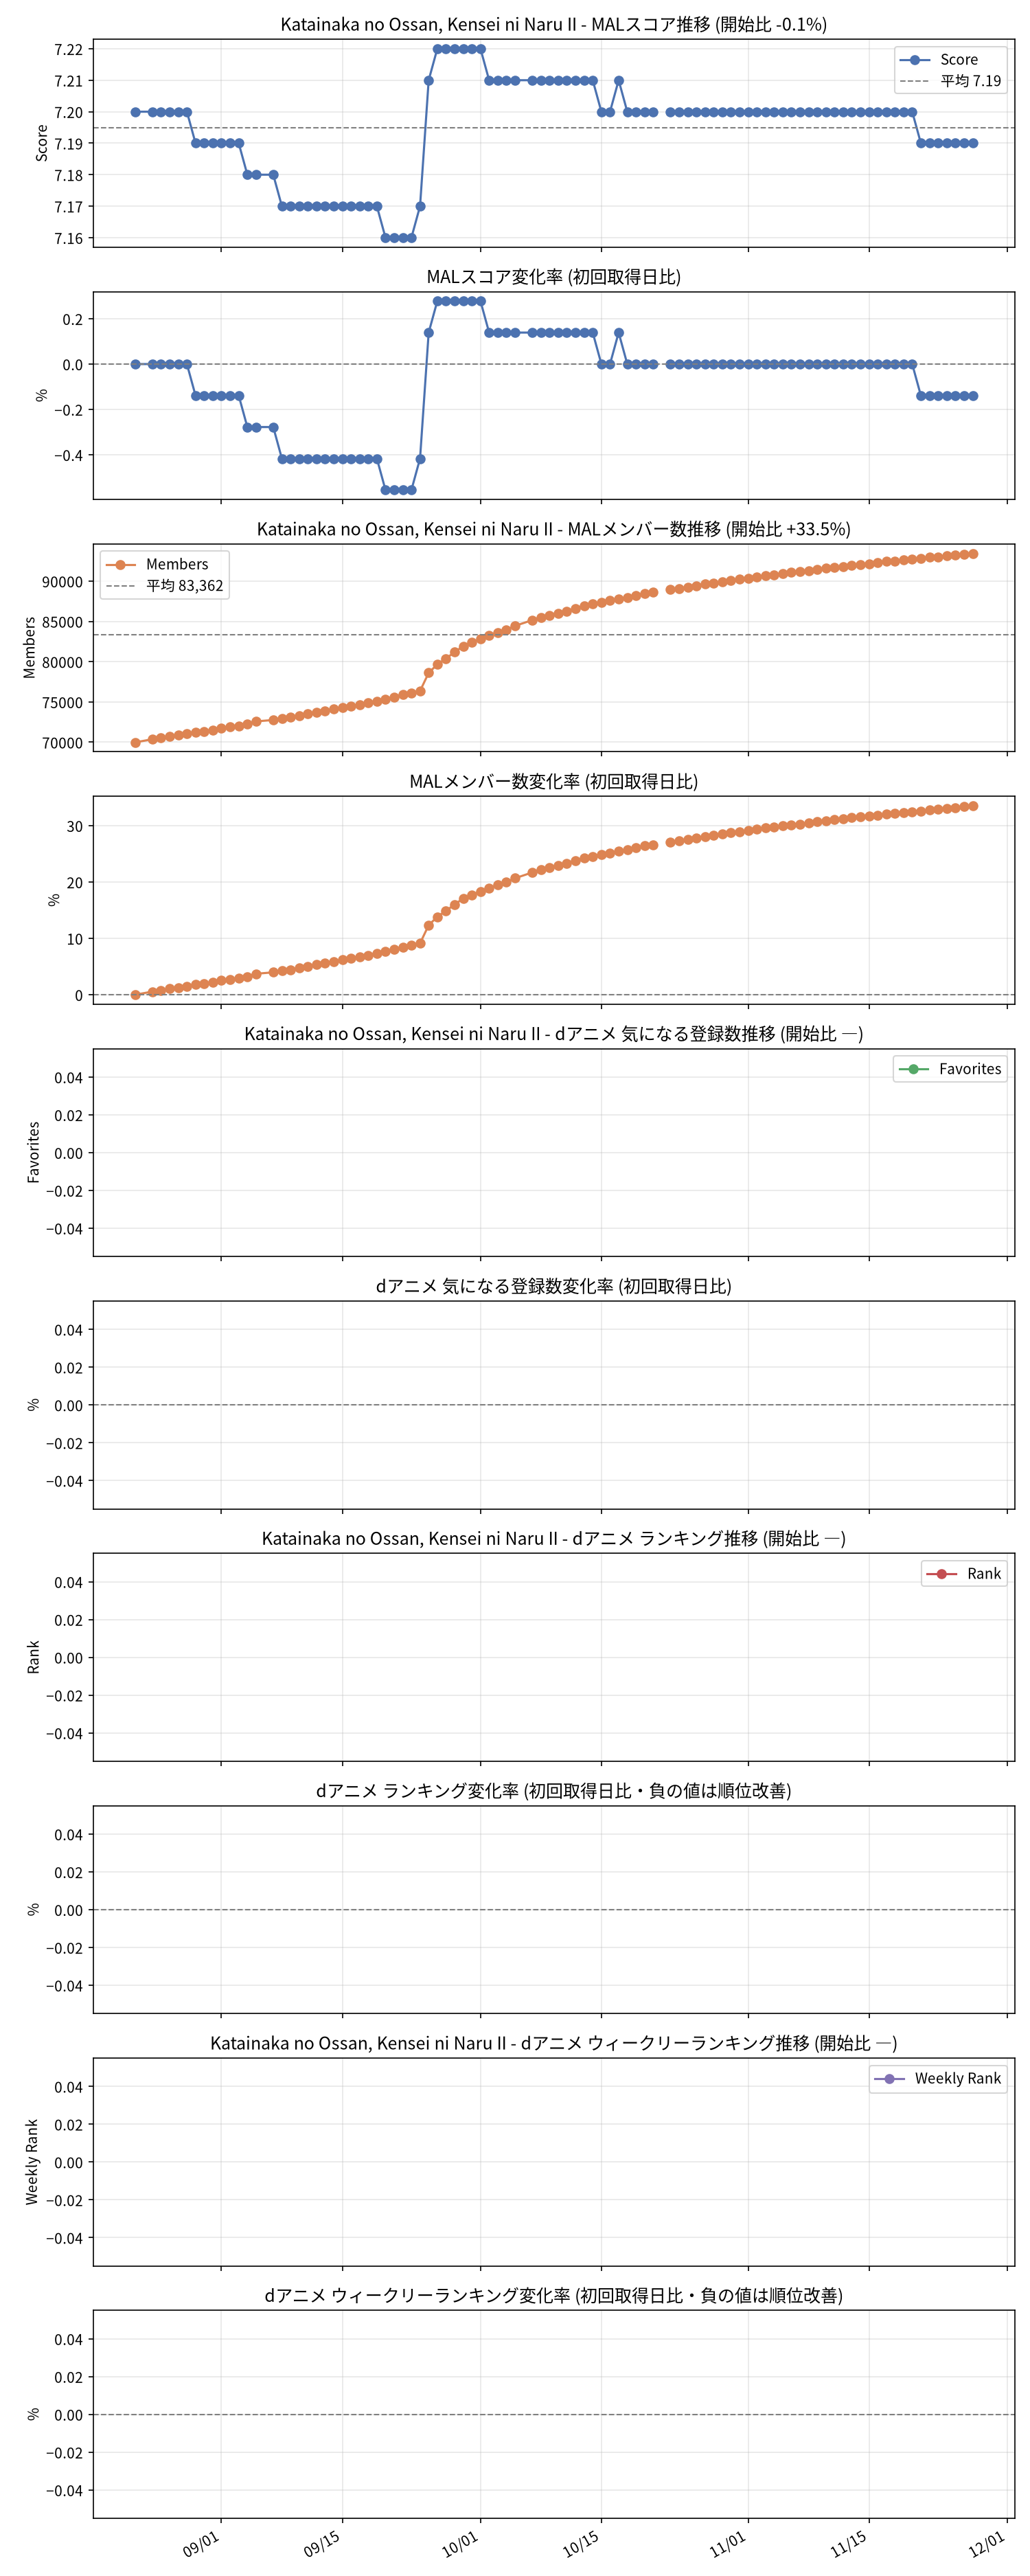 Katainaka no Ossan, Kensei ni Naru II - MALスコア推移 (開始比 -0.1%)
7.22
7.21
7.20
7.19
7.18
7.17
7.16
Score
Score
平均 7.19
MALスコア変化率 (初回取得日比)
0.2
0.0
−0.2
−0.4
%
Katainaka no Ossan, Kensei ni Naru II - MALメンバー数推移 (開始比 +33.5%)
90000
85000
80000
75000
70000
Members
Members
平均 83,362
MALメンバー数変化率 (初回取得日比)
30
20
10
0
%
Katainaka no Ossan, Kensei ni Naru II - dアニメ 気になる登録数推移 (開始比 —)
0.04
0.02
0.00
−0.02
−0.04
Favorites
Favorites
dアニメ 気になる登録数変化率 (初回取得日比)
0.04
0.02
0.00
−0.02
−0.04
%
Katainaka no Ossan, Kensei ni Naru II - dアニメ ランキング推移 (開始比 —)
0.04
0.02
0.00
−0.02
−0.04
Rank
Rank
dアニメ ランキング変化率 (初回取得日比・負の値は順位改善)
0.04
0.02
0.00
−0.02
−0.04
%
Katainaka no Ossan, Kensei ni Naru II - dアニメ ウィークリーランキング推移 (開始比 —)
0.04
0.02
0.00
−0.02
−0.04
Weekly Rank
Weekly Rank
dアニメ ウィークリーランキング変化率 (初回取得日比・負の値は順位改善)
0.04
0.02
0.00
−0.02
−0.04
%
09/01
09/15
10/01
10/15
11/01
11/15
12/01